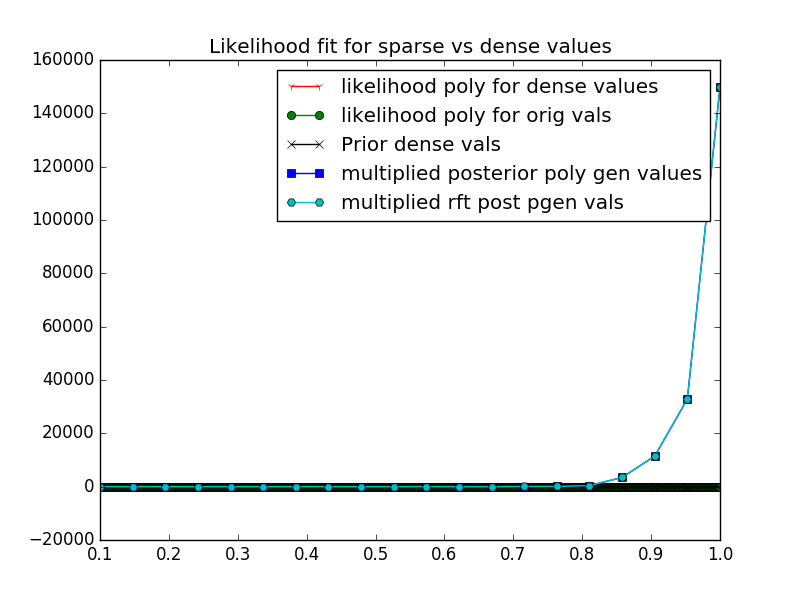 Likelihood fit for sparse vs dense values
160000
140000
120000
100000
80000
60000
40000
20000
0
−20000
likelihood poly for dense values
likelihood poly for orig vals
Prior dense vals
multiplied posterior poly gen values
multiplied rft post pgen vals
0.1 0.2 0.3 0.4 0.5 0.6 0.7 0.8 0.9 1.0